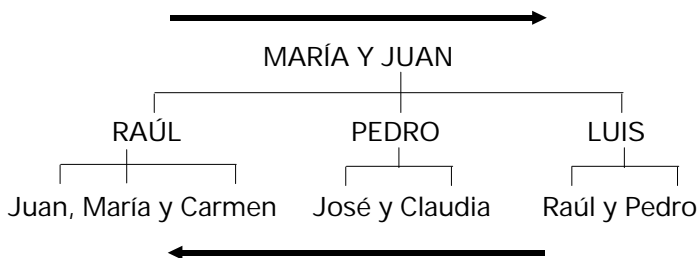 MARÍA Y JUAN
RAÚL PEDRO LUIS
Juan, María y Carmen José y Claudia Raúl y Pedro